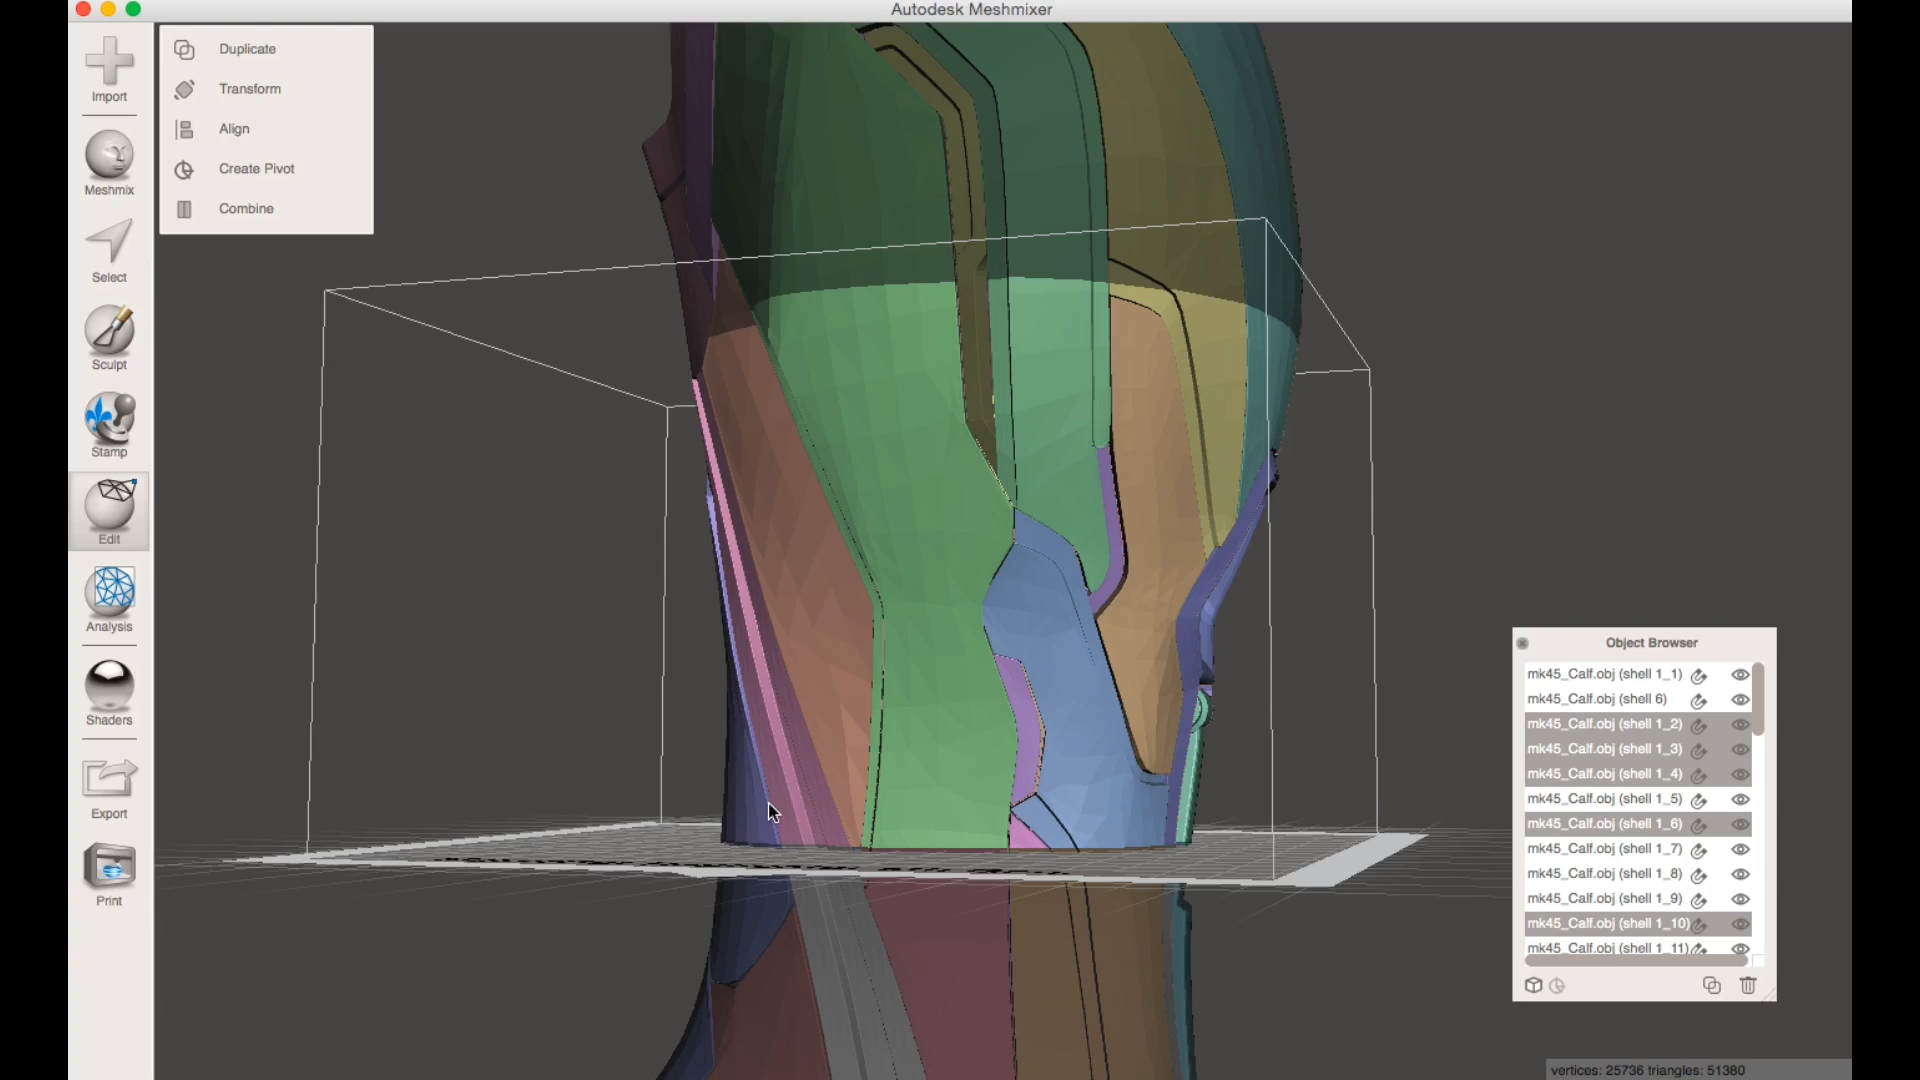 Autodesk Meshmixer
Import
Meshmix
Select
Sculpt
Stamp
Edit
Analysis
Shaders
Export
Print
Duplicate
Transform
Align
Create Pivot
Combine
Object Browser
mk45_Calf.obj (shell 1_1)
mk45_Calf.obj (shell 6)
mk45_Calf.obj (shell 1_2)
mk45_Calf.obj (shell 1_3)
mk45_Calf.obj (shell 1_4)
mk45_Calf.obj (shell 1_5)
mk45_Calf.obj (shell 1_6)
mk45_Calf.obj (shell 1_7)
mk45_Calf.obj (shell 1_8)
mk45_Calf.obj (shell 1_9)
mk45_Calf.obj (shell 1_10)
mk45_Calf.obj (shell 1_11)
vertices: 25736 triangles: 51380